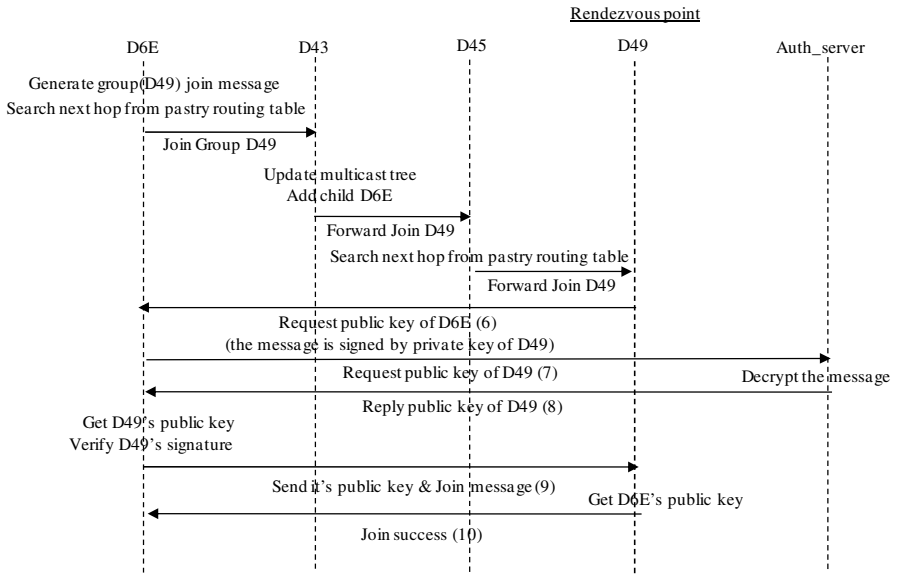 Rendezvous point
D6E D43 D45 D49 Auth_server
Generate group(D49) join message
Search next hop from pastry routing table
Join Group D49
Update multicast tree
Add child D6E
Forward Join D49
Search next hop from pastry routing table
Forward Join D49
Request public key of D6E (6)
(the message is signed by private key of D49)
Request public key of D49 (7)
Decrypt the message
Reply public key of D49 (8)
Get D49's public key
Verify D49's signature
Send it's public key & Join message (9)
Get D6E's public key
Join success (10)